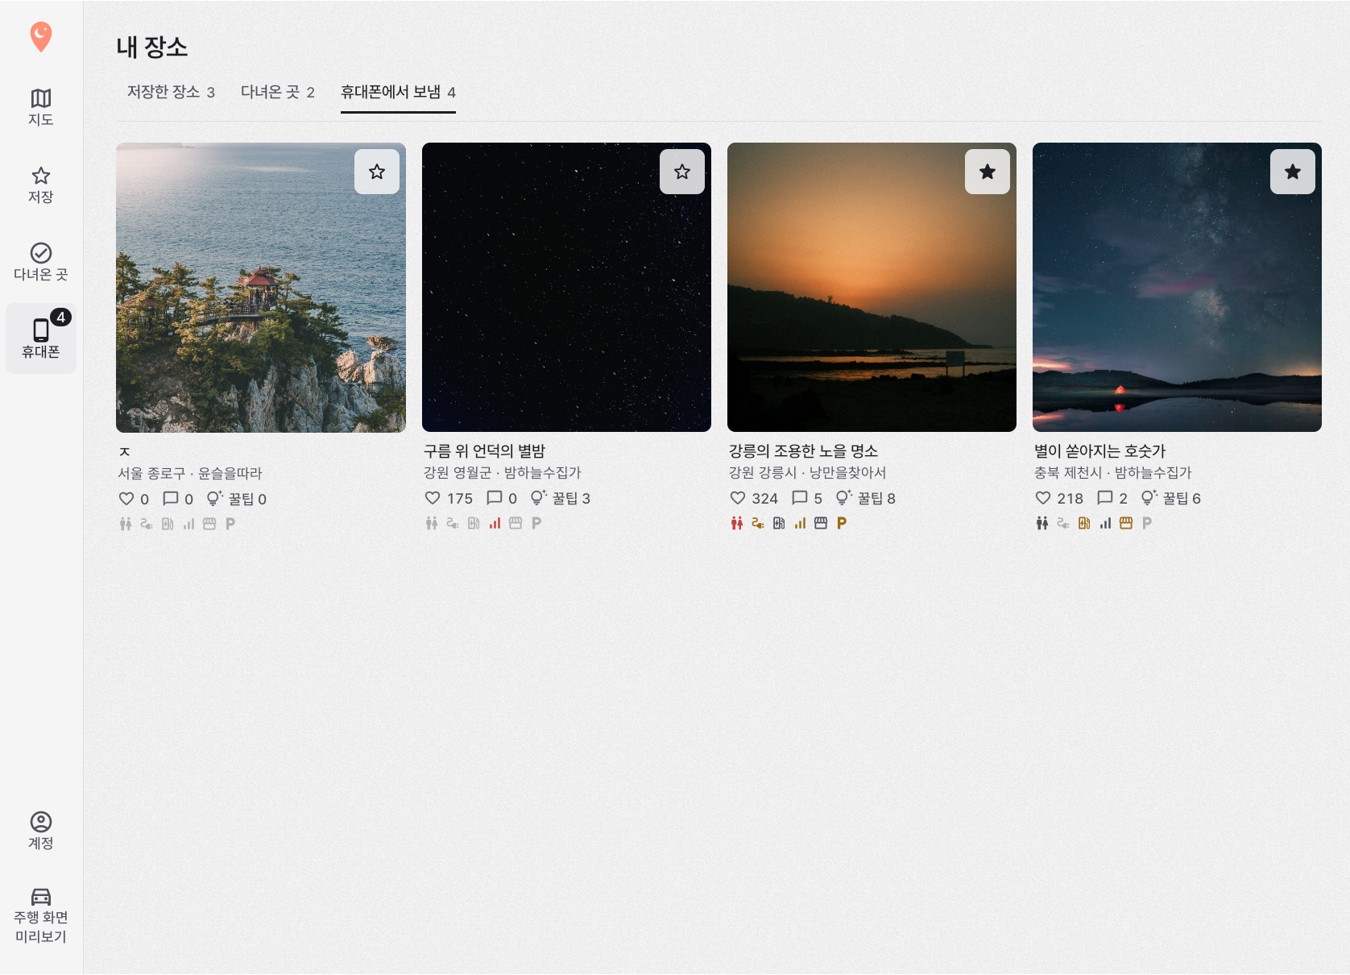 내 장소
저장한 장소 3
다녀온 곳 2
휴대폰에서 보냄 4
지도
저장
다녀온 곳
4
휴대폰
계정
주행 화면
미리보기
ㅈ
서울 종로구 · 윤슬을따라
0 0 꿀팁 0
P
구름 위 언덕의 별밤
강원 영월군 · 밤하늘수집가
175 0 꿀팁 3
P
강릉의 조용한 노을 명소
강원 강릉시 · 낭만을찾아서
324 5 꿀팁 8
P
별이 쏟아지는 호숫가
충북 제천시 · 밤하늘수집가
218 2 꿀팁 6
P